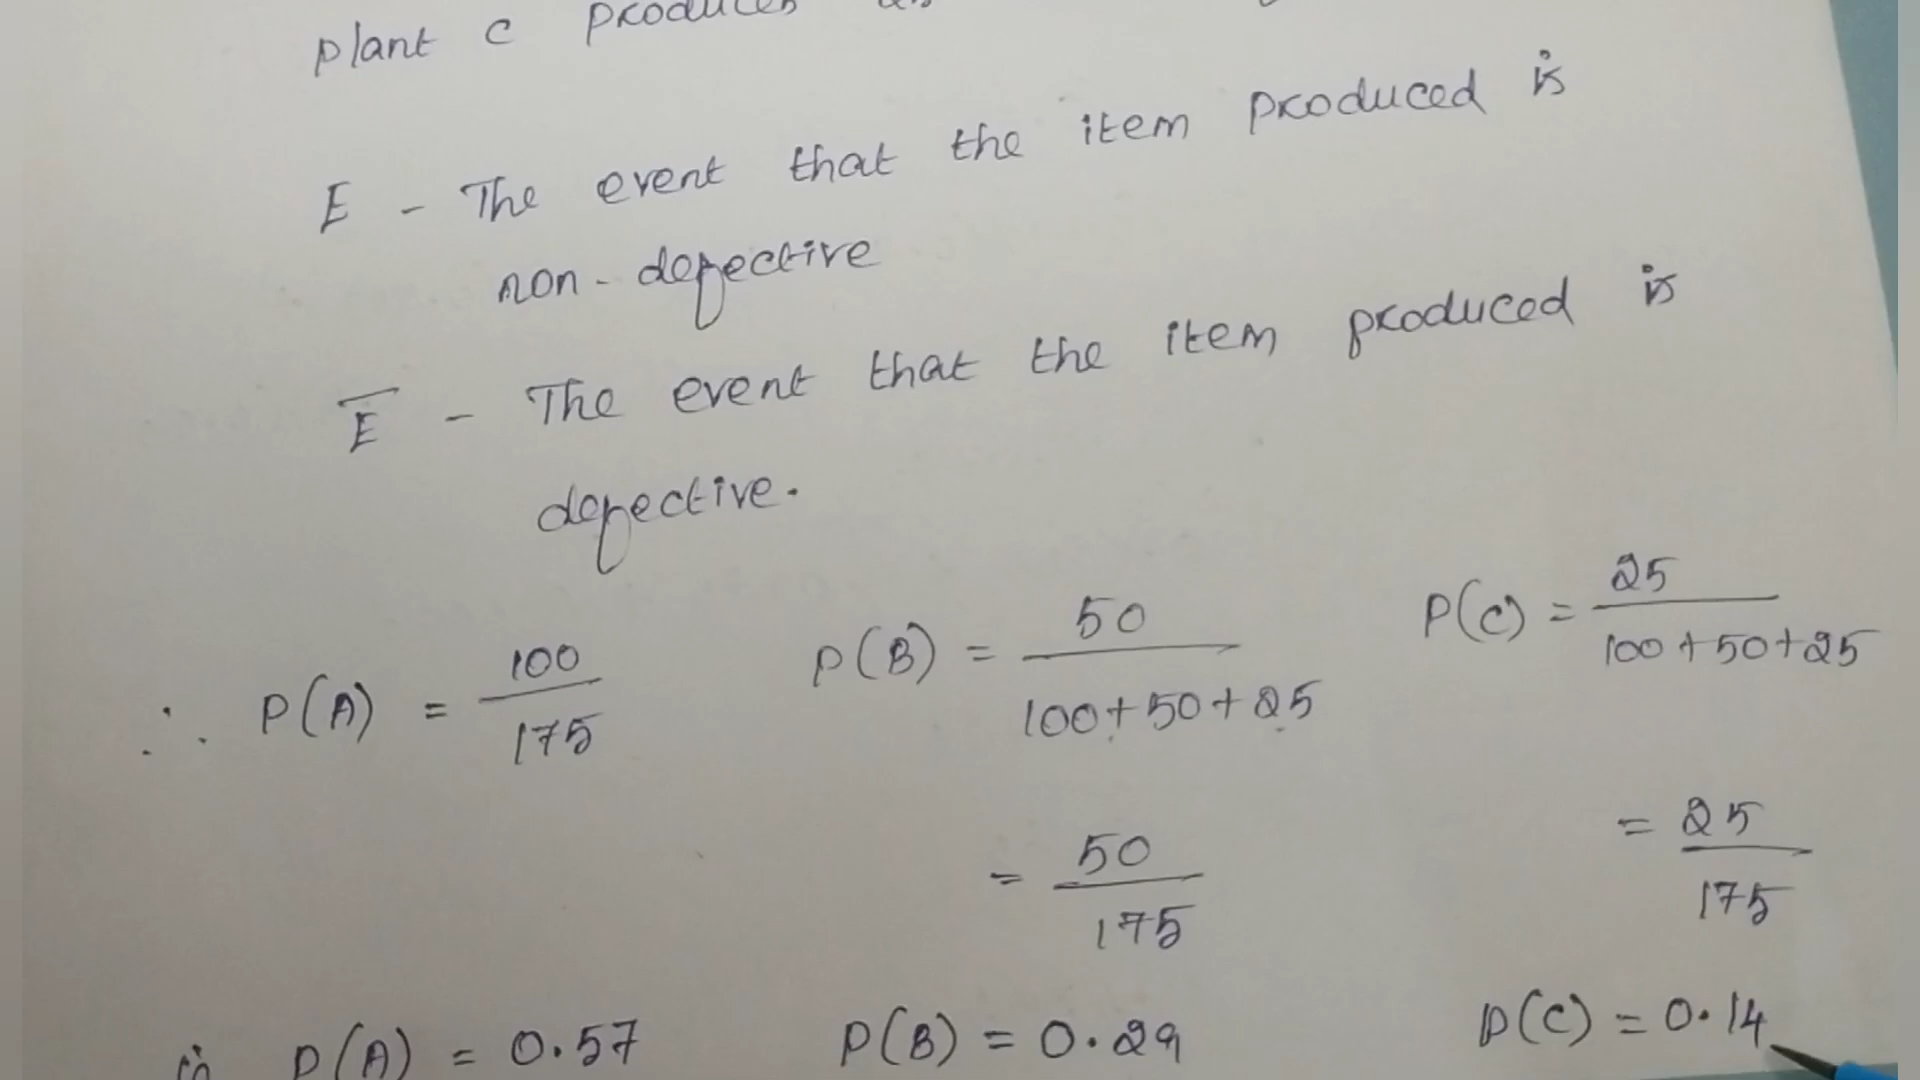 plant c produces
E - The event that the item produced is
non-defective
E̅ - The event that the item produced is
defective.
∴ P(A) = 100/175 P(B) = 50/(100+50+25) P(C) = 25/(100+50+25)
= 50/175 = 25/175
P(A) = 0.57 P(B) = 0.29 P(C) = 0.14